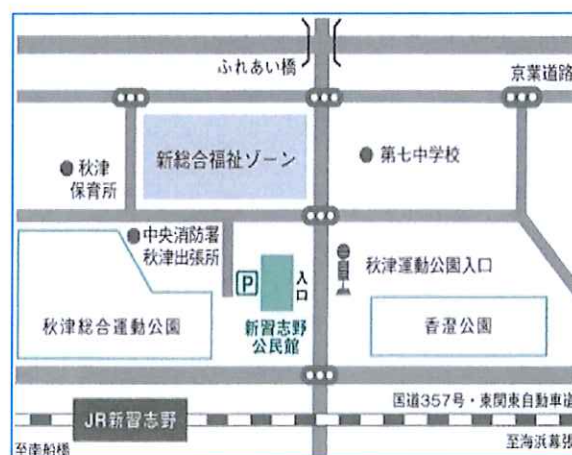 ふれあい橋
京葉道路
新総合福祉ゾーン
第七中学校
秋津
保育所
中央消防署
秋津出張所
P
入口
秋津運動公園入口
秋津総合運動公園
新習志野
公民館
香澄公園
国道357号・東関東自動車道
JR新習志野
至南船橋
至海浜幕張